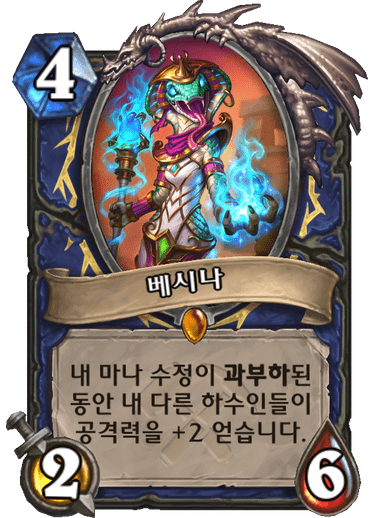 4
베시나
내 마나 수정이 과부하된
동안 내 다른 하수인들이
공격력을 +2 얻습니다.
2
6